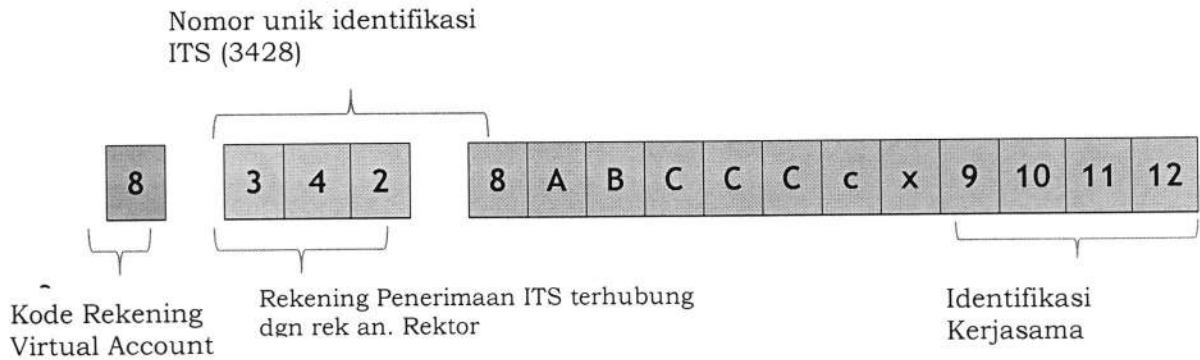 Nomor unik identifikasi
ITS (3428)
8 3 4 2 8 A B C C C c x 9 10 11 12
Kode Rekening
Virtual Account
Rekening Penerimaan ITS terhubung
dgn rek an. Rektor
Identifikasi
Kerjasama